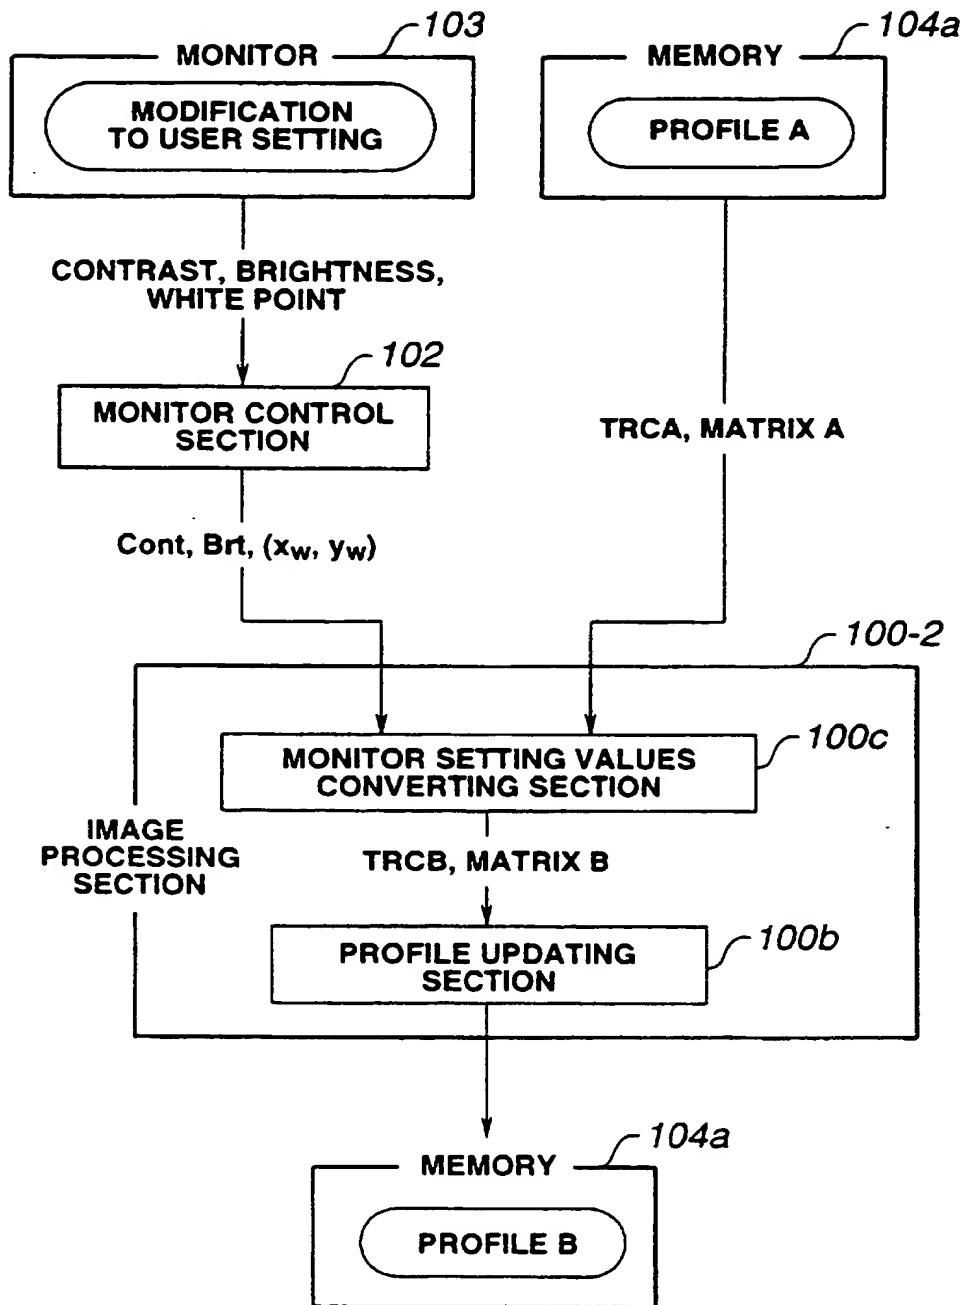 103
MONITOR
MODIFICATION
TO USER SETTING
104a
MEMORY
PROFILE A
CONTRAST, BRIGHTNESS,
WHITE POINT
102
MONITOR CONTROL
SECTION
TRCA, MATRIX A
Cont, Brt, (xw, yw)
100-2
100c
MONITOR SETTING VALUES
CONVERTING SECTION
IMAGE
PROCESSING
SECTION
TRCB, MATRIX B
100b
PROFILE UPDATING
SECTION
104a
MEMORY
PROFILE B